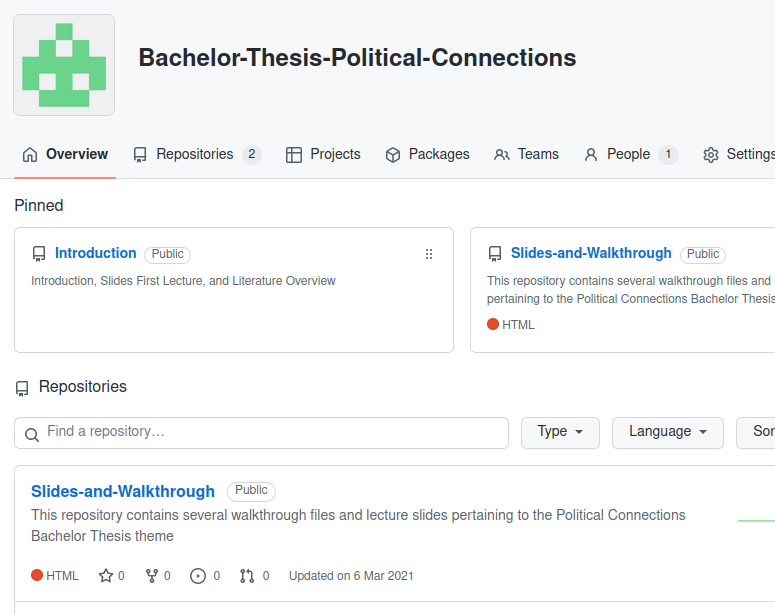 Bachelor-Thesis-Political-Connections
Overview Repositories 2 Projects Packages Teams People 1 Settings
Pinned
Introduction Public
Introduction, Slides First Lecture, and Literature Overview
Slides-and-Walkthrough Public
This repository contains several walkthrough files and
pertaining to the Political Connections Bachelor Thesis
HTML
Repositories
Find a repository…
Type Language Sor
Slides-and-Walkthrough Public
This repository contains several walkthrough files and lecture slides pertaining to the Political Connections
Bachelor Thesis theme
HTML 0 0 0 0 Updated on 6 Mar 2021